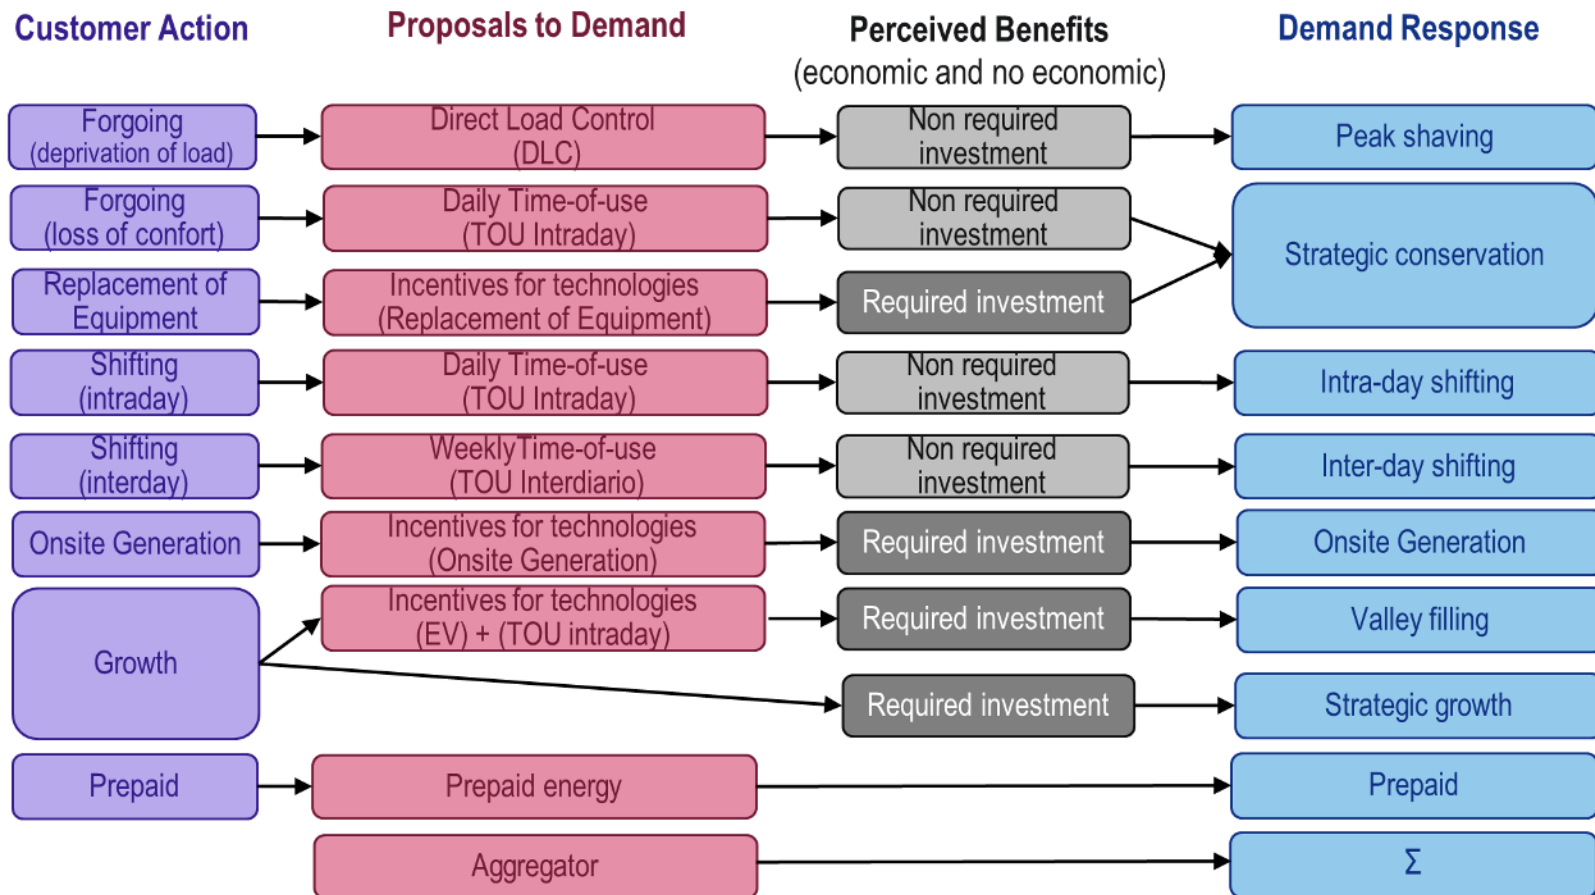 Customer Action
Proposals to Demand
Perceived Benefits
(economic and no economic)
Demand Response
Forgoing
(deprivation of load)
Direct Load Control
(DLC)
Non required
investment
Peak shaving
Forgoing
(loss of confort)
Daily Time-of-use
(TOU Intraday)
Non required
investment
Strategic conservation
Replacement of
Equipment
Incentives for technologies
(Replacement of Equipment)
Required investment
Shifting
(intraday)
Daily Time-of-use
(TOU Intraday)
Non required
investment
Intra-day shifting
Shifting
(interday)
WeeklyTime-of-use
(TOU Interdiario)
Non required
investment
Inter-day shifting
Onsite Generation
Incentives for technologies
(Onsite Generation)
Required investment
Onsite Generation
Growth
Incentives for technologies
(EV) + (TOU intraday)
Required investment
Valley filling
Required investment
Strategic growth
Prepaid
Prepaid energy
Prepaid
Aggregator
Σ